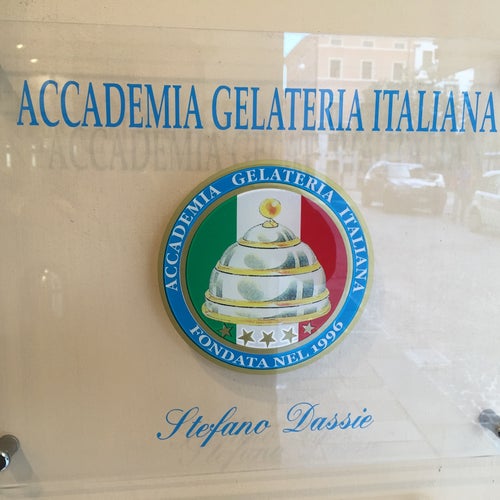 ACCADEMIA GELATERIA ITALIANA
ACCADEMIA GELATERIA ITALIANA
FONDATA NEL 1996
Stefano Dassie